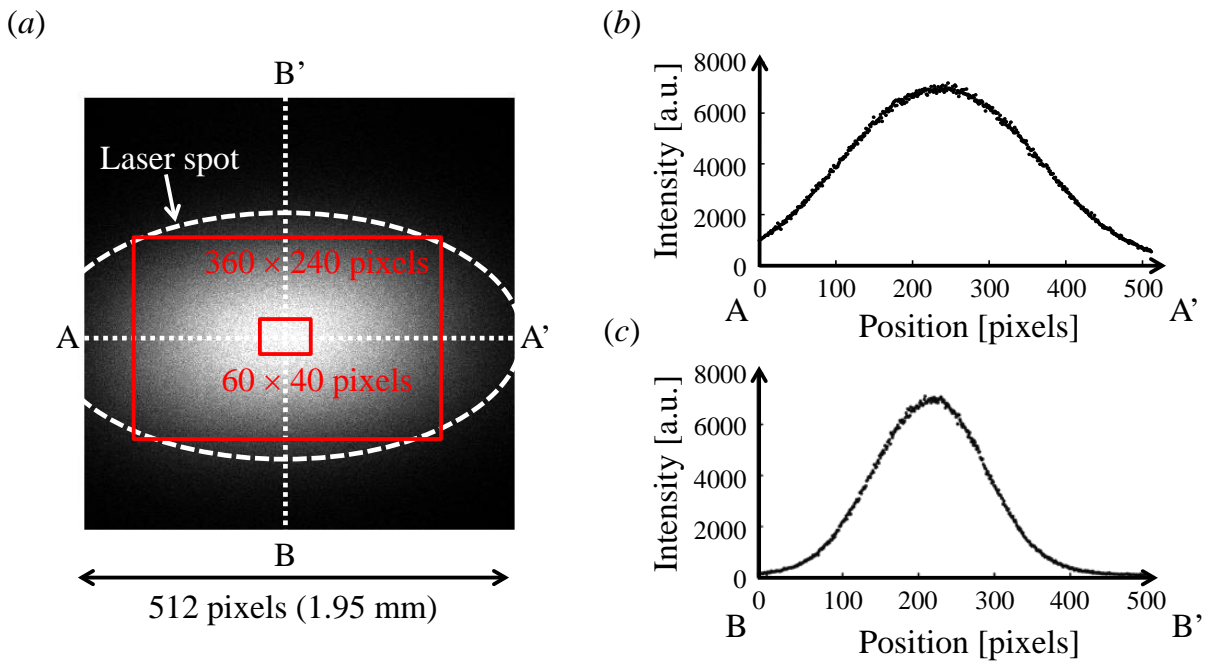 (a)
B’
Laser spot
360 × 240 pixels
A
A’
60 × 40 pixels
B
512 pixels (1.95 mm)
(b)
8000
6000
4000
2000
0
Intensity [a.u.]
0 100 200 300 400 500
A
A’
Position [pixels]
(c)
8000
6000
4000
2000
0
Intensity [a.u.]
0 100 200 300 400 500
B
B’
Position [pixels]